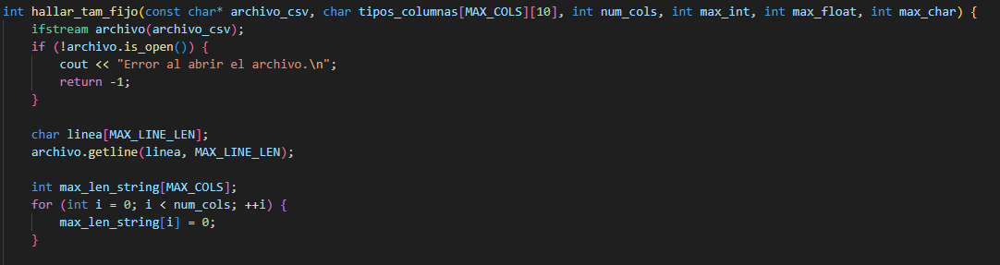 int hallar_tam_fijo(const char* archivo_csv, char tipos_columnas[MAX_COLS][10], int num_cols, int max_int, int max_float, int max_char) {
    ifstream archivo(archivo_csv);
    if (!archivo.is_open()) {
        cout << "Error al abrir el archivo.\n";
        return -1;
    }

    char linea[MAX_LINE_LEN];
    archivo.getline(linea, MAX_LINE_LEN);

    int max_len_string[MAX_COLS];
    for (int i = 0; i < num_cols; ++i) {
        max_len_string[i] = 0;
    }